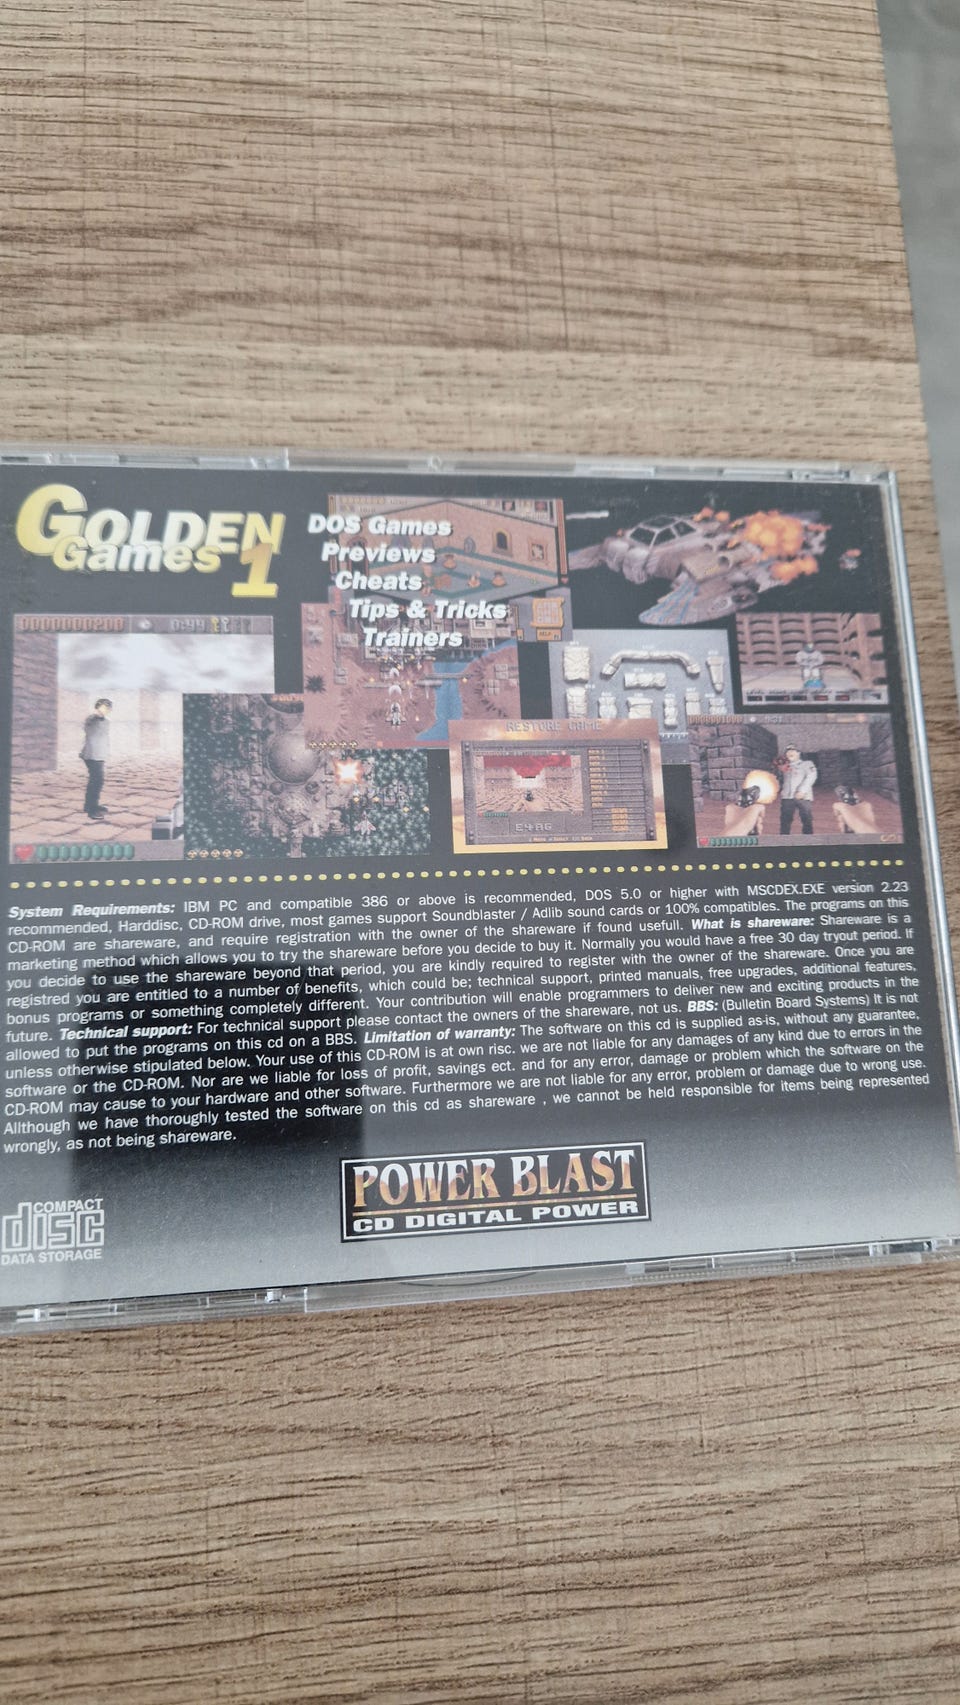 GOLDEN
Games 1
DOS Games
Previews
Cheats
Tips & Tricks
Trainers
0:44
RESTORE GAME
System Requirements: IBM PC and compatible 386 or above is recommended, DOS 5.0 or higher with MSCDEX.EXE version 2.23
recommended, Harddisc, CD-ROM drive, most games support Soundblaster / Adlib sound cards or 100% compatibles. The programs on this
CD-ROM are shareware, and require registration with the owner of the shareware if found usefull. What is shareware: Shareware is a
marketing method which allows you to try the shareware before you decide to buy it. Normally you would have a free 30 day tryout period. If
you decide to use the shareware beyond that period, you are kindly required to register with the owner of the shareware. Once you are
registred you are entitled to a number of benefits, which could be; technical support, printed manuals, free upgrades, additional features,
bonus programs or something completely different. Your contribution will enable programmers to deliver new and exciting products in the
future. Technical support: For technical support please contact the owners of the shareware, not us. BBS: (Bulletin Board Systems) It is not
allowed to put the programs on this cd on a BBS. Limitation of warranty: The software on this cd is supplied as-is, without any guarantee,
unless otherwise stipulated below. Your use of this CD-ROM is at own risc. we are not liable for any damages of any kind due to errors in the
software or the CD-ROM. Nor are we liable for loss of profit, savings ect. and for any error, damage or problem which the software on the
CD-ROM may cause to your hardware and other software. Furthermore we are not liable for any error, problem or damage due to wrong use.
Allthough we have thoroughly tested the software on this cd as shareware , we cannot be held responsible for items being represented
wrongly, as not being shareware.
POWER BLAST
CD DIGITAL POWER
COMPACT
disc
DATA STORAGE